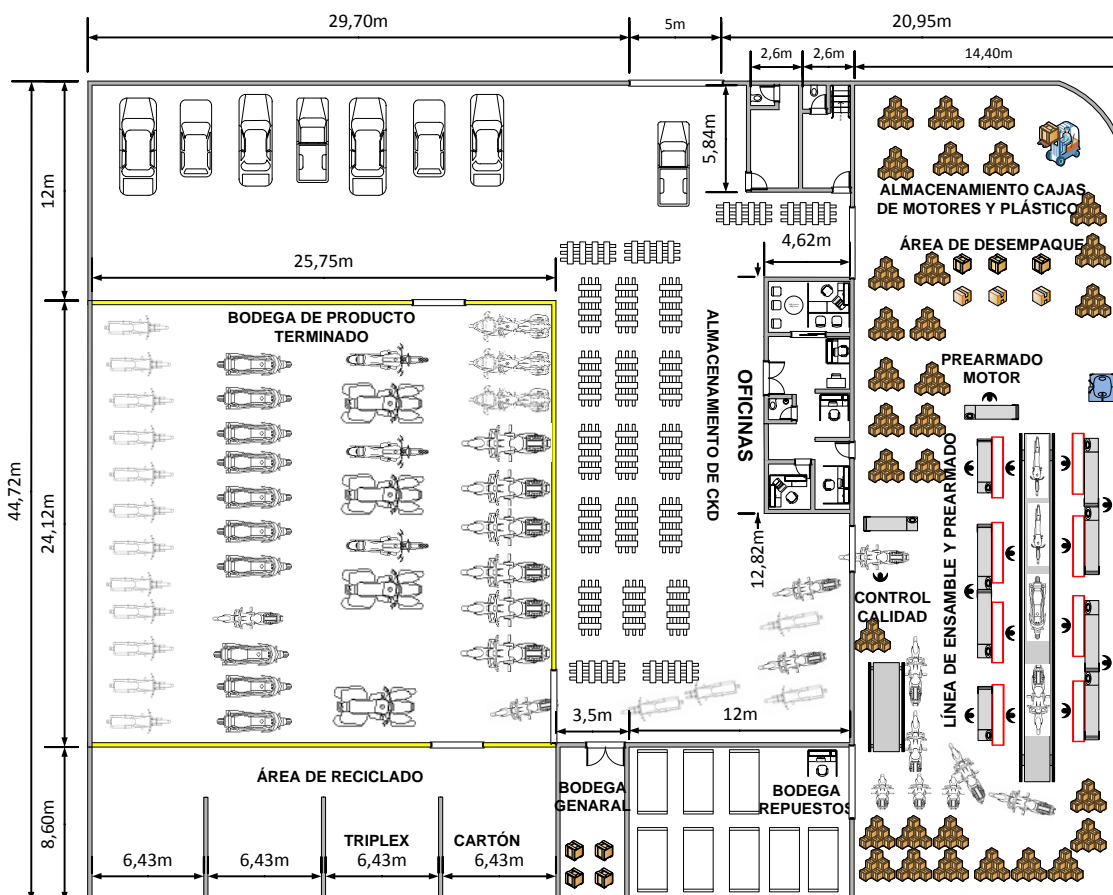 29,70m
5m
20,95m
2,6m
2,6m
14,40m
5,84m
12m
ALMACENAMIENTO CAJAS
DE MOTORES Y PLÁSTICO
4,62m
ÁREA DE DESEMPAQUE
25,75m
BODEGA DE PRODUCTO
TERMINADO
ALMACENAMIENTO DE CKD
OFICINAS
PREARMADO
MOTOR
44,72m
24,12m
LÍNEA DE ENSAMBLE Y PREARMADO
12,82m
CONTROL
CALIDAD
3,5m
12m
ÁREA DE RECICLADO
BODEGA
GENARAL
BODEGA
REPUESTOS
8,60m
TRIPLEX
CARTÓN
6,43m
6,43m
6,43m
6,43m